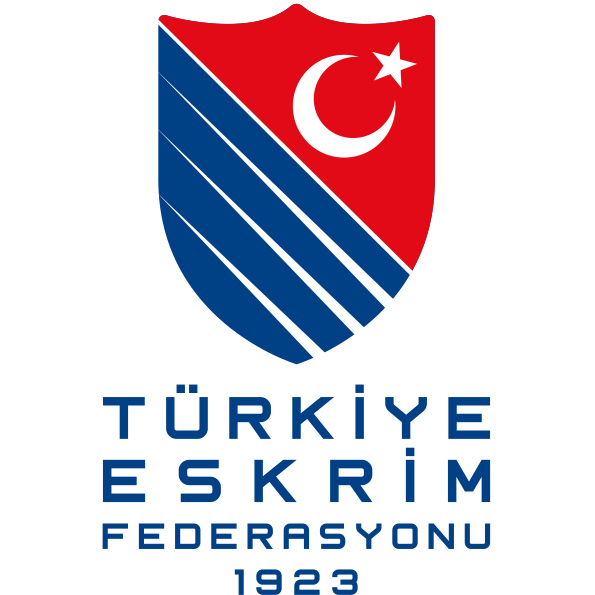 TÜRKİYE
ESKRİM
FEDERASYONU
1923